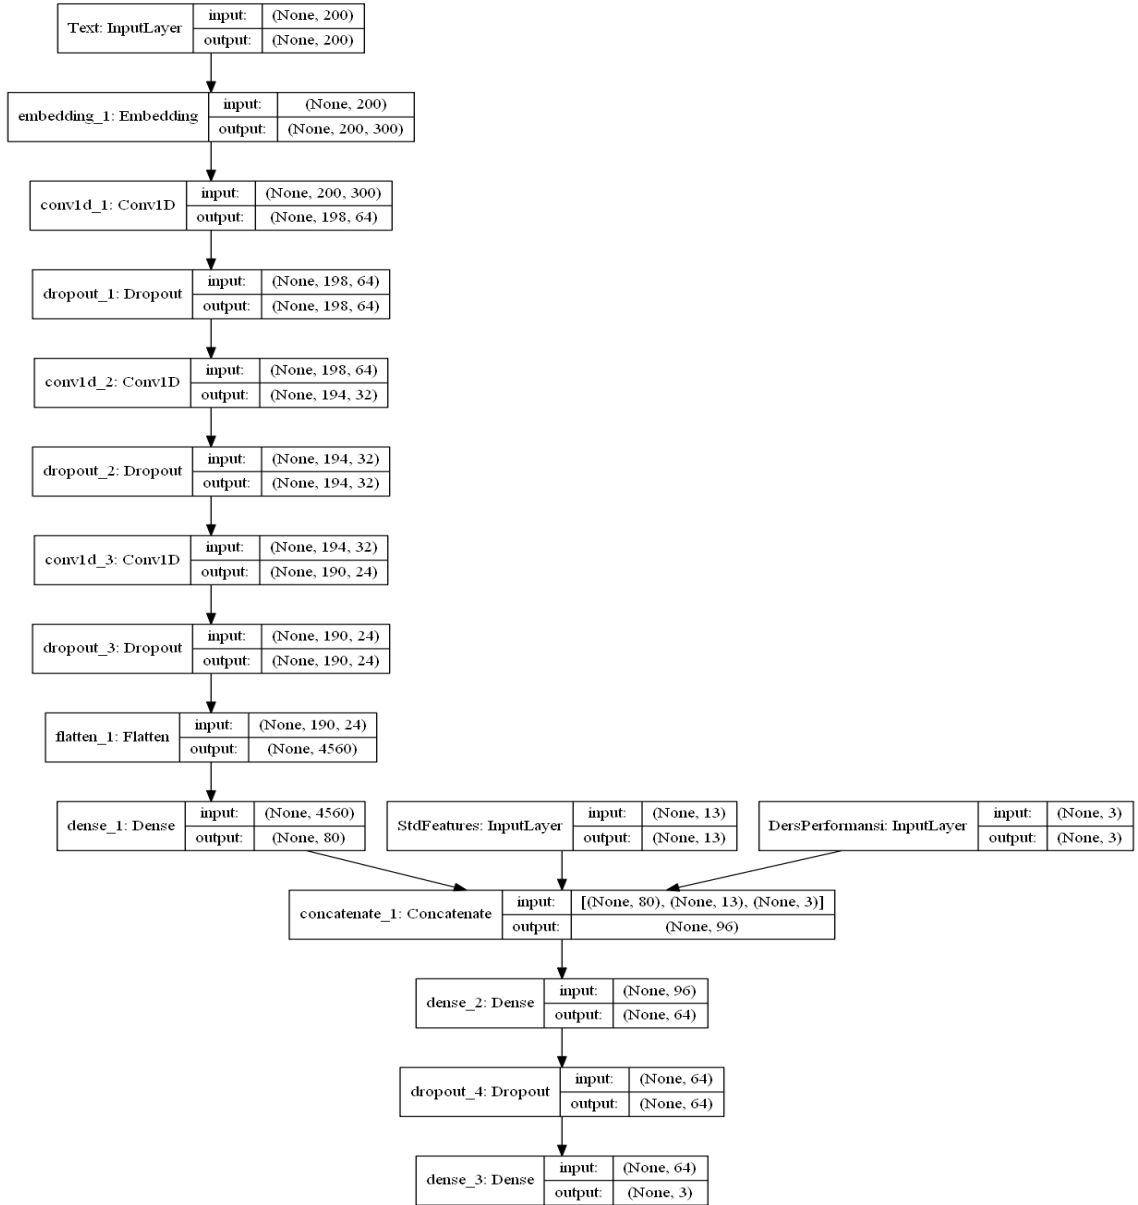 Text: InputLayer
input: (None, 200)
output: (None, 200)
embedding_1: Embedding
input: (None, 200)
output: (None, 200, 300)
conv1d_1: Conv1D
input: (None, 200, 300)
output: (None, 198, 64)
dropout_1: Dropout
input: (None, 198, 64)
output: (None, 198, 64)
conv1d_2: Conv1D
input: (None, 198, 64)
output: (None, 194, 32)
dropout_2: Dropout
input: (None, 194, 32)
output: (None, 194, 32)
conv1d_3: Conv1D
input: (None, 194, 32)
output: (None, 190, 24)
dropout_3: Dropout
input: (None, 190, 24)
output: (None, 190, 24)
flatten_1: Flatten
input: (None, 190, 24)
output: (None, 4560)
dense_1: Dense
input: (None, 4560)
output: (None, 80)
StdFeatures: InputLayer
input: (None, 13)
output: (None, 13)
DersPerformansi: InputLayer
input: (None, 3)
output: (None, 3)
concatenate_1: Concatenate
input: [(None, 80), (None, 13), (None, 3)]
output: (None, 96)
dense_2: Dense
input: (None, 96)
output: (None, 64)
dropout_4: Dropout
input: (None, 64)
output: (None, 64)
dense_3: Dense
input: (None, 64)
output: (None, 3)